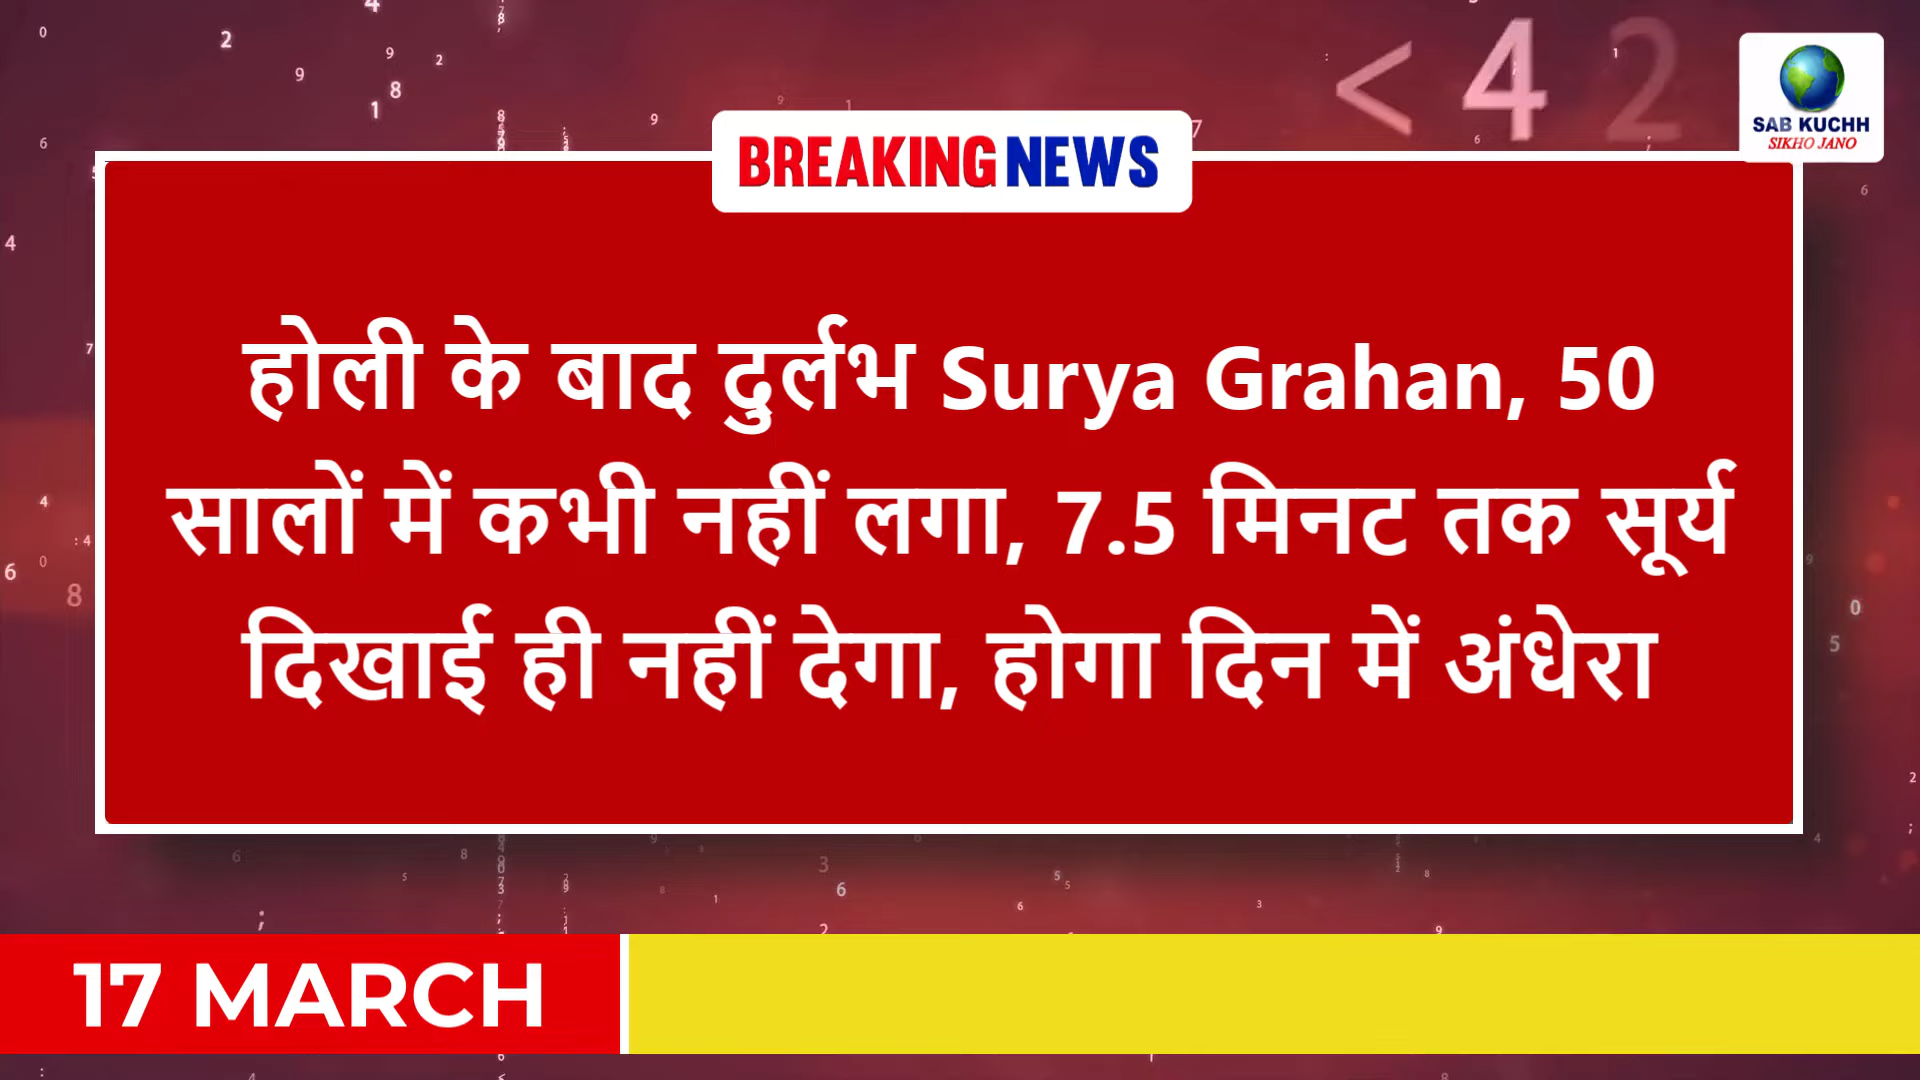 SAB KUCHH
SIKHO JANO
BREAKING NEWS
होली के बाद दुर्लभ Surya Grahan, 50
सालों में कभी नहीं लगा, 7.5 मिनट तक सूर्य
दिखाई ही नहीं देगा, होगा दिन में अंधेरा
17 MARCH